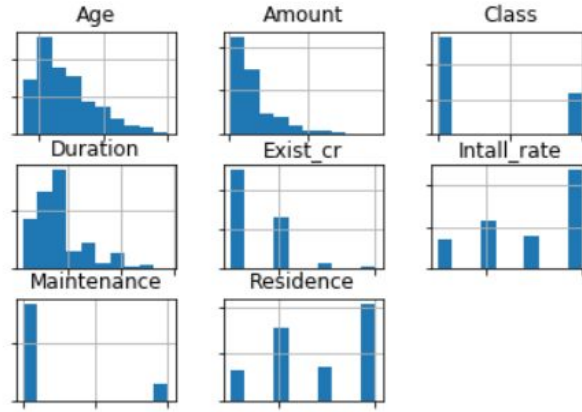 Age
Amount
Class
Duration
Exist_cr
Intall_rate
Maintenance
Residence